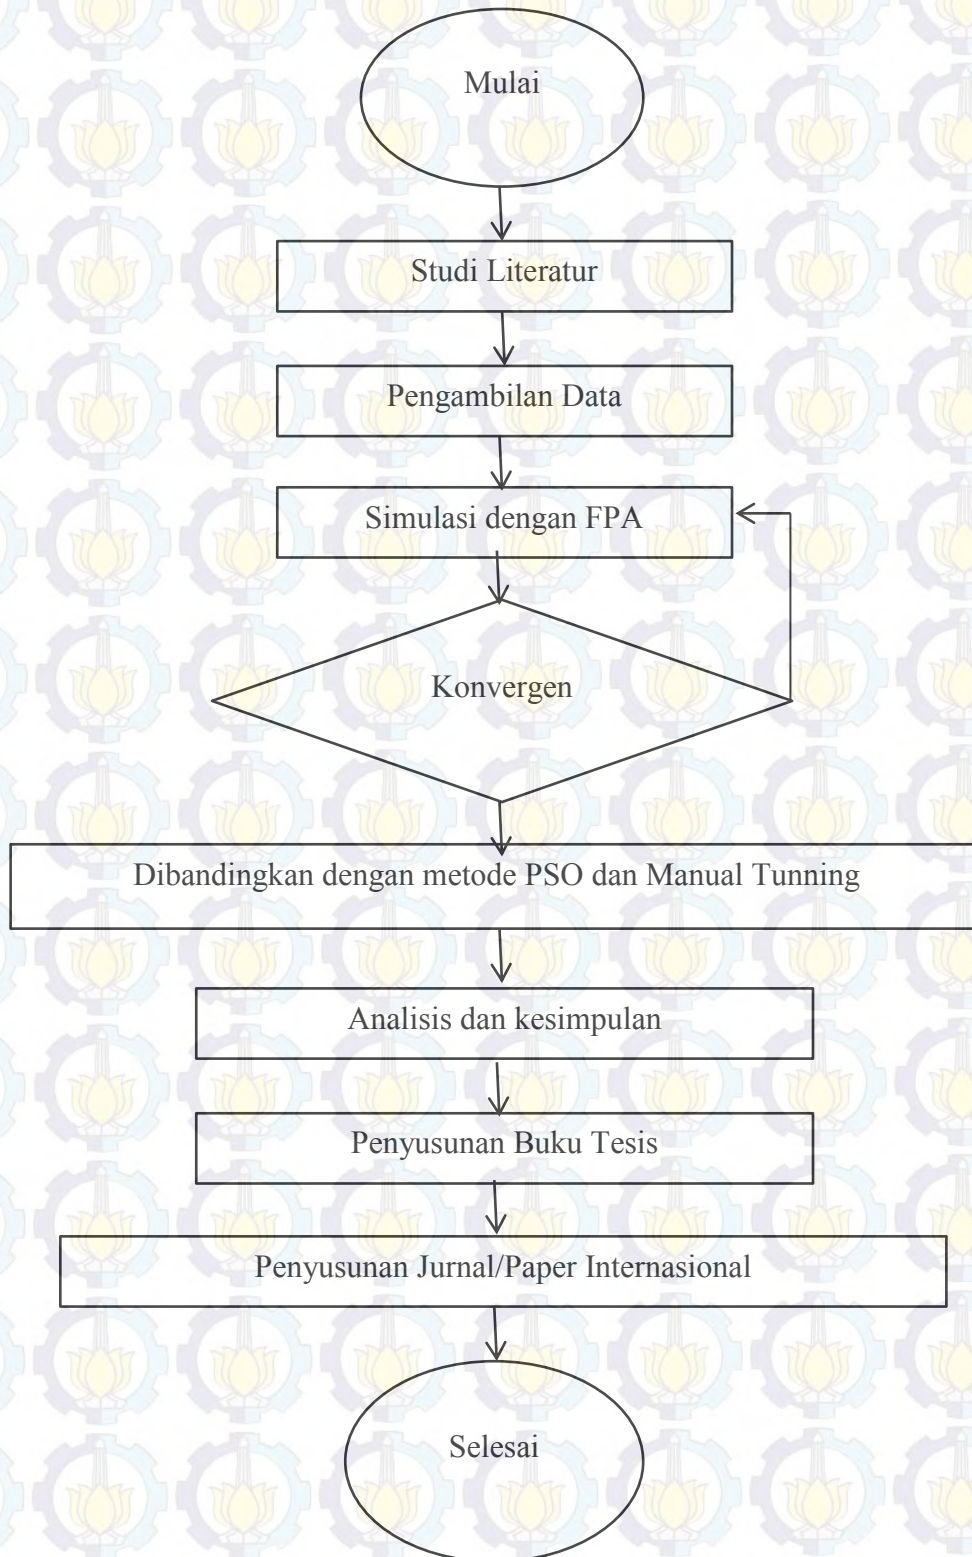 Mulai
Studi Literatur
Pengambilan Data
Simulasi dengan FPA
Konvergen
Dibandingkan dengan metode PSO dan Manual Tunning
Analisis dan kesimpulan
Penyusunan Buku Tesis
Penyusunan Jurnal/Paper Internasional
Selesai